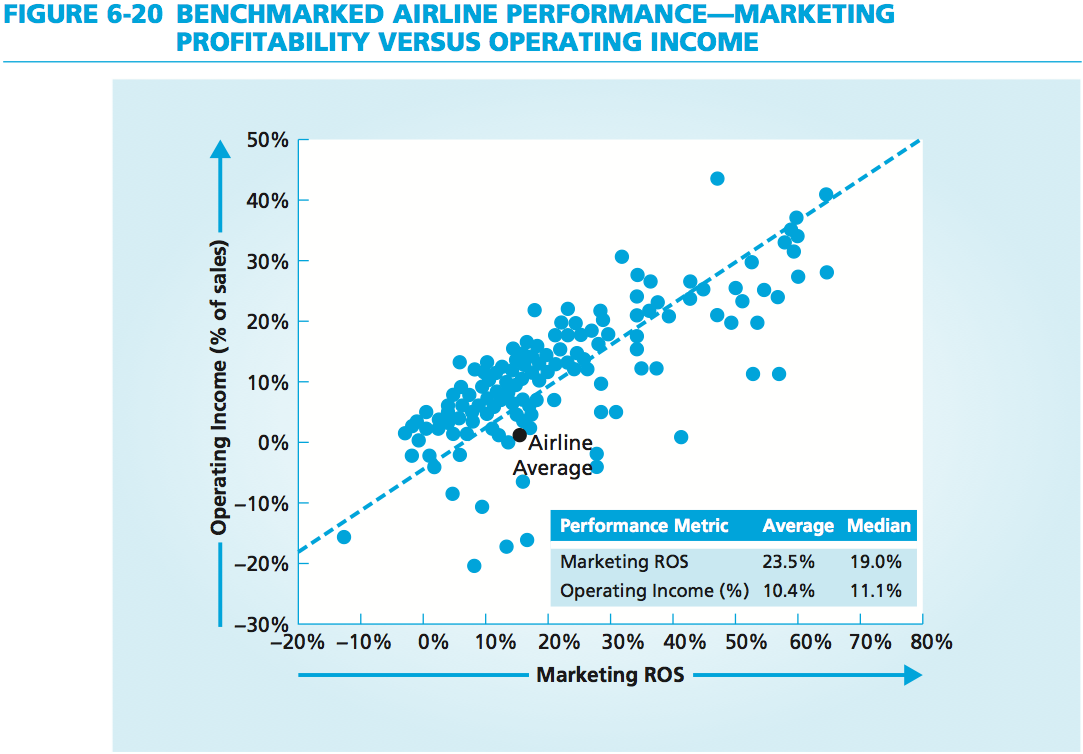 FIGURE 6-20 BENCHMARKED AIRLINE PERFORMANCE—MARKETING
PROFITABILITY VERSUS OPERATING INCOME
Operating Income (% of sales)
50%
40%
30%
20%
10%
0%
–10%
–20%
–30%
Airline
Average
Performance Metric Average Median
Marketing ROS 23.5% 19.0%
Operating Income (%) 10.4% 11.1%
–20% –10% 0% 10% 20% 30% 40% 50% 60% 70% 80%
Marketing ROS